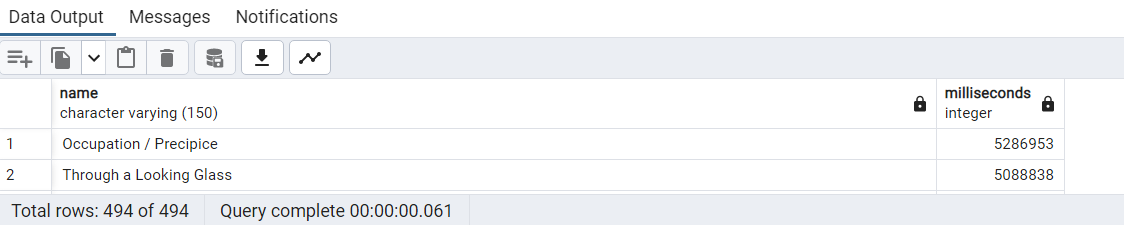 Data Output Messages Notifications
name milliseconds
character varying (150) integer
1 Occupation / Precipice 5286953
2 Through a Looking Glass 5088838
Total rows: 494 of 494 Query complete 00:00:00.061